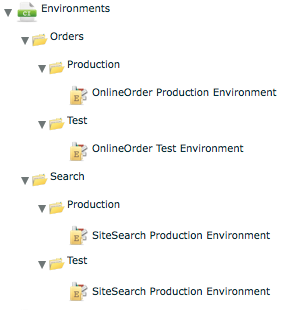 Environments
Orders
Production
OnlineOrder Production Environment
Test
OnlineOrder Test Environment
Search
Production
SiteSearch Production Environment
Test
SiteSearch Production Environment